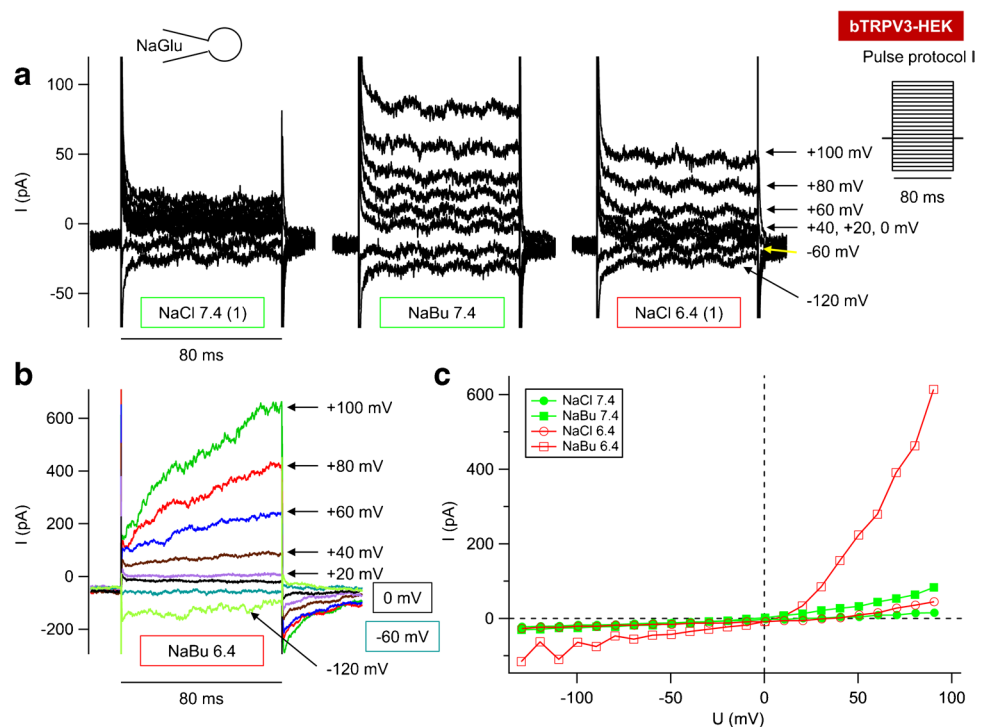 bTRPV3-HEK
NaGlu
Pulse protocol I
a
100
50
0
-50
I (pA)
+100 mV
+80 mV
+60 mV
+40, +20, 0 mV
-60 mV
-120 mV
80 ms
NaCl 7.4 (1)
NaBu 7.4
NaCl 6.4 (1)
80 ms
b
600
400
200
0
-200
I (pA)
+100 mV
+80 mV
+60 mV
+40 mV
+20 mV
0 mV
-60 mV
-120 mV
NaBu 6.4
80 ms
c
NaCl 7.4
NaBu 7.4
NaCl 6.4
NaBu 6.4
600
400
200
0
I (pA)
-100
-50
0
50
100
U (mV)